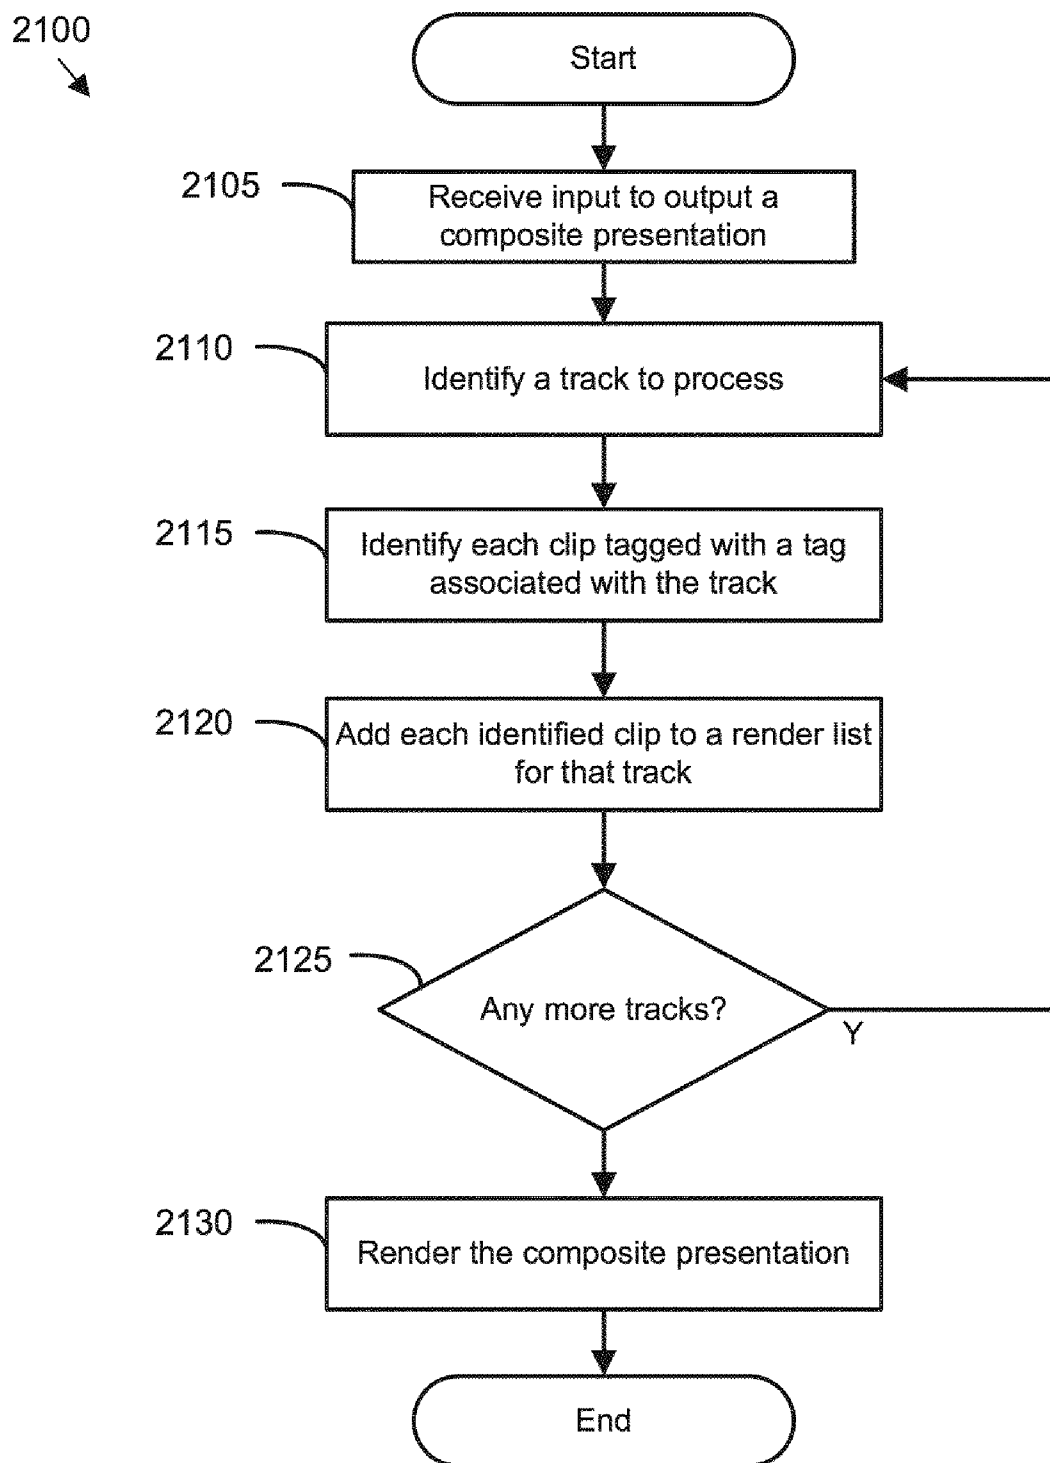 2100
Start
2105
Receive input to output a
composite presentation
2110
Identify a track to process
2115
Identify each clip tagged with a tag
associated with the track
2120
Add each identified clip to a render list
for that track
2125
Any more tracks?
Y
2130
Render the composite presentation
End